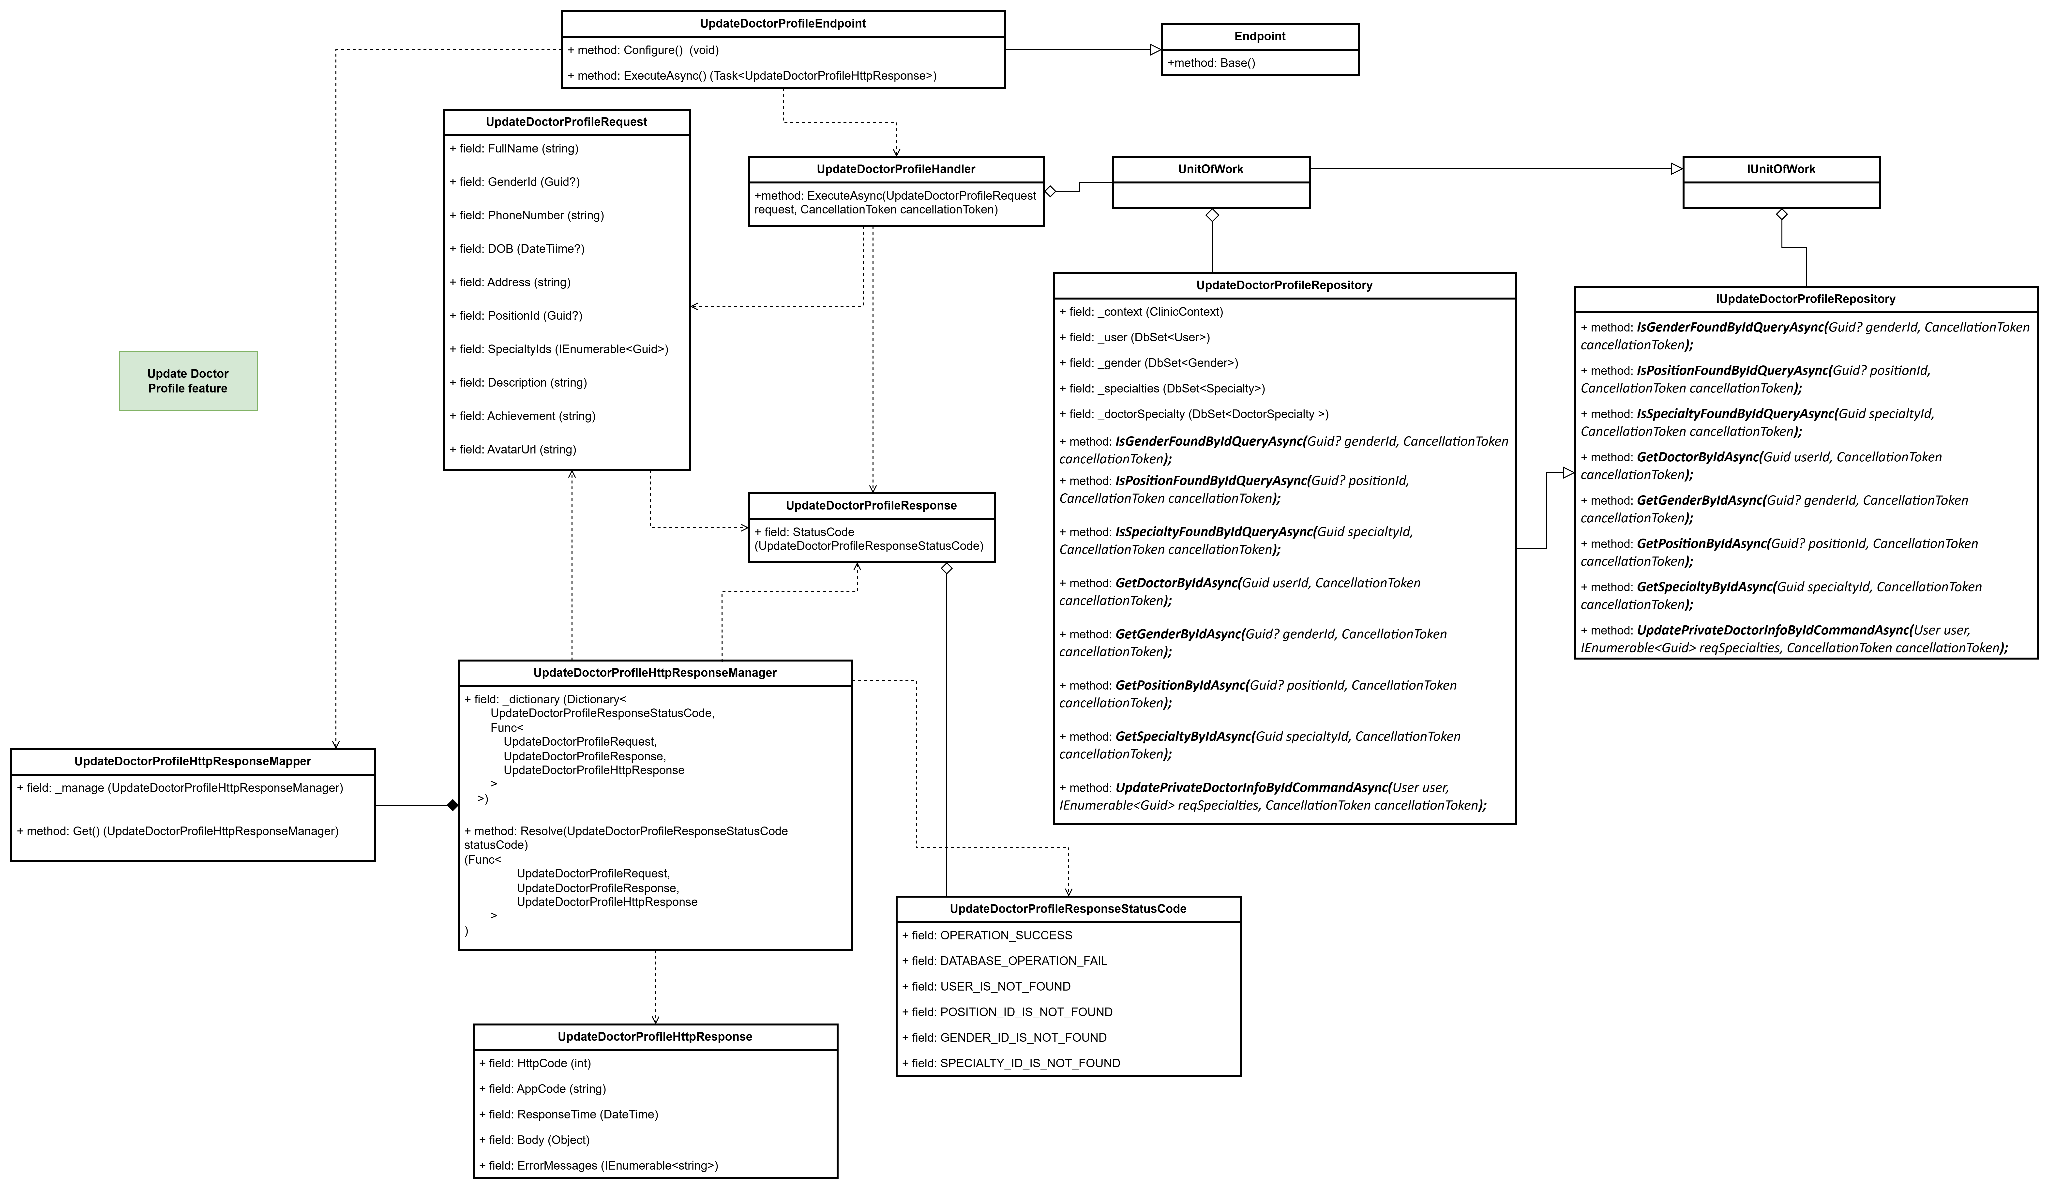 UpdateDoctorProfileEndpoint
+ method: Configure()  (void)
+ method: ExecuteAsync() (Task<UpdateDoctorProfileHttpResponse>)
Endpoint
+method: Base()
UpdateDoctorProfileRequest
+ field: FullName (string)
+ field: GenderId (Guid?)
+ field: PhoneNumber (string)
+ field: DOB (DateTiime?)
+ field: Address (string)
+ field: PositionId (Guid?)
+ field: SpecialtyIds (IEnumerable<Guid>)
+ field: Description (string)
+ field: Achievement (string)
+ field: AvatarUrl (string)
UpdateDoctorProfileHandler
+method: ExecuteAsync(UpdateDoctorProfileRequest
request, CancellationToken cancellationToken)
UnitOfWork
IUnitOfWork
UpdateDoctorProfileRepository
+ field: _context (ClinicContext)
+ field: _user (DbSet<User>)
+ field: _gender (DbSet<Gender>)
+ field: _specialties (DbSet<Specialty>)
+ field: _doctorSpecialty (DbSet<DoctorSpecialty >)
+ method: IsGenderFoundByIdQueryAsync(Guid? genderId, CancellationToken
cancellationToken);
+ method: IsPositionFoundByIdQueryAsync(Guid? positionId,
CancellationToken cancellationToken);
+ method: IsSpecialtyFoundByIdQueryAsync(Guid specialtyId,
CancellationToken cancellationToken);
+ method: GetDoctorByIdAsync(Guid userId, CancellationToken
cancellationToken);
+ method: GetGenderByIdAsync(Guid? genderId, CancellationToken
cancellationToken);
+ method: GetPositionByIdAsync(Guid? positionId, CancellationToken
cancellationToken);
+ method: GetSpecialtyByIdAsync(Guid specialtyId, CancellationToken
cancellationToken);
+ method: UpdatePrivateDoctorInfoByIdCommandAsync(User user,
IEnumerable<Guid> reqSpecialties, CancellationToken cancellationToken);
IUpdateDoctorProfileRepository
+ method: IsGenderFoundByIdQueryAsync(Guid? genderId, CancellationToken
cancellationToken);
+ method: IsPositionFoundByIdQueryAsync(Guid? positionId,
CancellationToken cancellationToken);
+ method: IsSpecialtyFoundByIdQueryAsync(Guid specialtyId,
CancellationToken cancellationToken);
+ method: GetDoctorByIdAsync(Guid userId, CancellationToken
cancellationToken);
+ method: GetGenderByIdAsync(Guid? genderId, CancellationToken
cancellationToken);
+ method: GetPositionByIdAsync(Guid? positionId, CancellationToken
cancellationToken);
+ method: GetSpecialtyByIdAsync(Guid specialtyId, CancellationToken
cancellationToken);
+ method: UpdatePrivateDoctorInfoByIdCommandAsync(User user,
IEnumerable<Guid> reqSpecialties, CancellationToken cancellationToken);
Update Doctor
Profile feature
UpdateDoctorProfileResponse
+ field: StatusCode
(UpdateDoctorProfileResponseStatusCode)
UpdateDoctorProfileHttpResponseManager
+ field: _dictionary (Dictionary<
UpdateDoctorProfileResponseStatusCode,
Func<
UpdateDoctorProfileRequest,
UpdateDoctorProfileResponse,
UpdateDoctorProfileHttpResponse
>
>)
+ method: Resolve(UpdateDoctorProfileResponseStatusCode
statusCode)
(Func<
UpdateDoctorProfileRequest,
UpdateDoctorProfileResponse,
UpdateDoctorProfileHttpResponse
>
)
UpdateDoctorProfileHttpResponseMapper
+ field: _manage (UpdateDoctorProfileHttpResponseManager)
+ method: Get() (UpdateDoctorProfileHttpResponseManager)
UpdateDoctorProfileResponseStatusCode
+ field: OPERATION_SUCCESS
+ field: DATABASE_OPERATION_FAIL
+ field: USER_IS_NOT_FOUND
+ field: POSITION_ID_IS_NOT_FOUND
+ field: GENDER_ID_IS_NOT_FOUND
+ field: SPECIALTY_ID_IS_NOT_FOUND
UpdateDoctorProfileHttpResponse
+ field: HttpCode (int)
+ field: AppCode (string)
+ field: ResponseTime (DateTime)
+ field: Body (Object)
+ field: ErrorMessages (IEnumerable<string>)